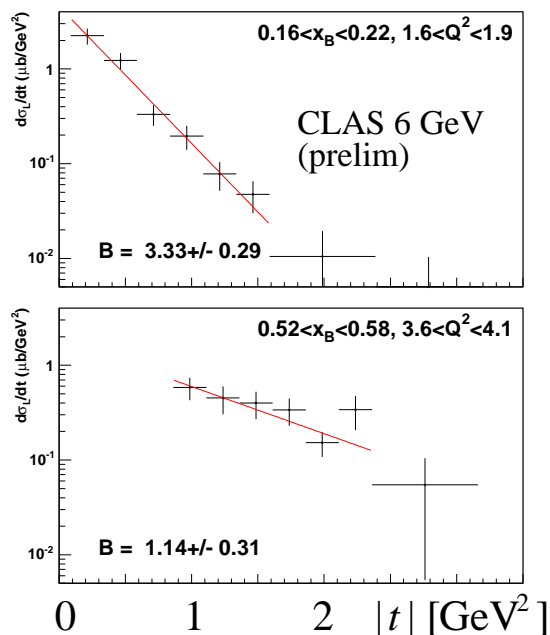 0.16<x_B<0.22, 1.6<Q^2<1.9
dσ_L/dt (μb/GeV^2)
1
10^-1
10^-2
CLAS 6 GeV
(prelim)
B = 3.33+/- 0.29
0.52<x_B<0.58, 3.6<Q^2<4.1
dσ_L/dt (μb/GeV^2)
1
10^-1
10^-2
B = 1.14+/- 0.31
0 1 2 |t| [GeV^2]